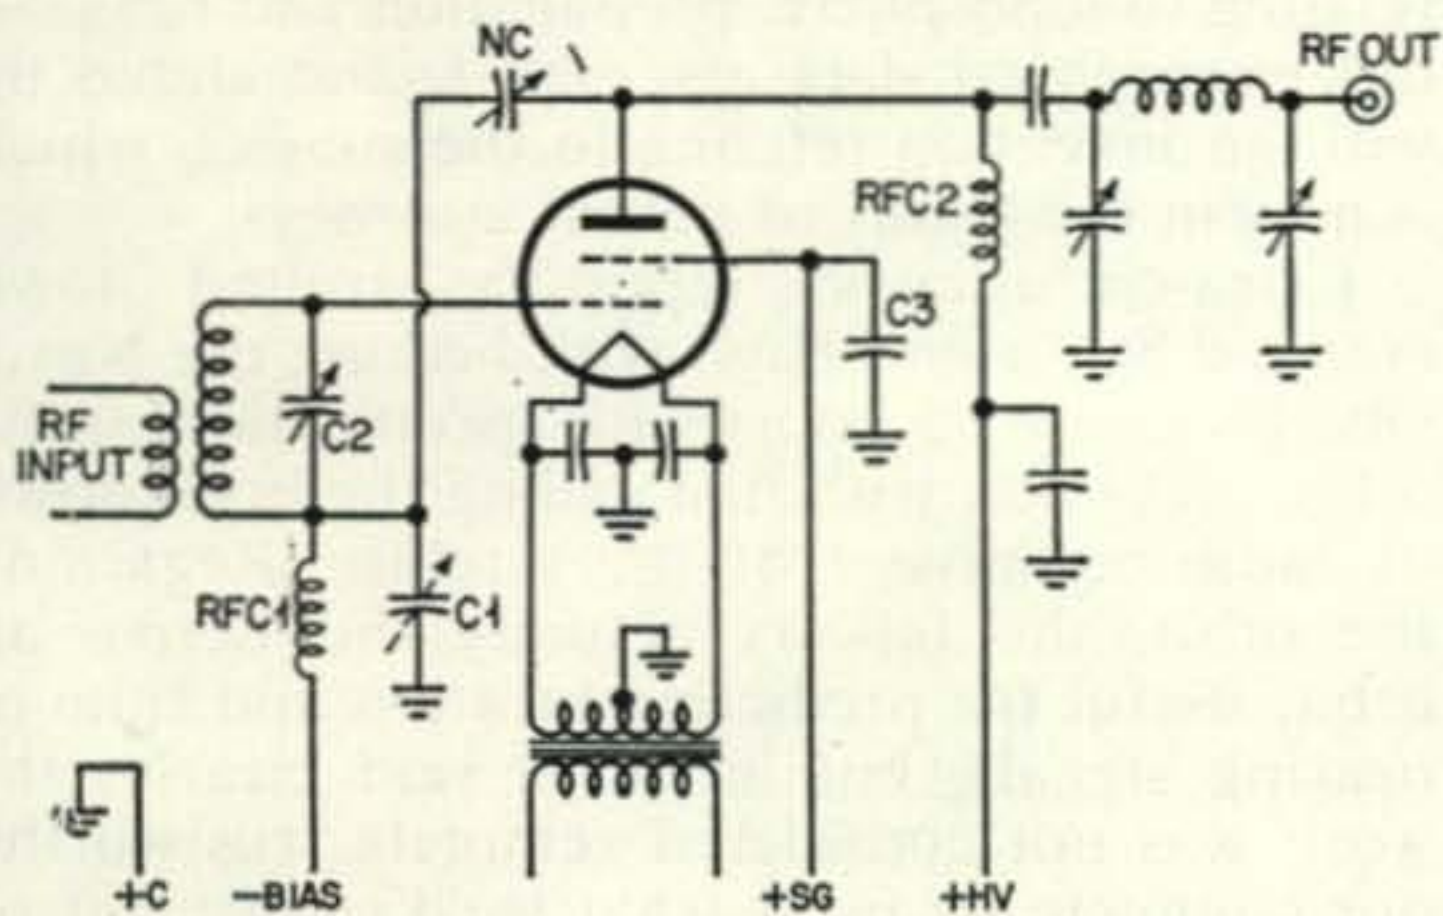 NC
RF OUT
RFC2
C3
RF
INPUT
C2
RFC1
C1
+C
-BIAS
+SG
+HV